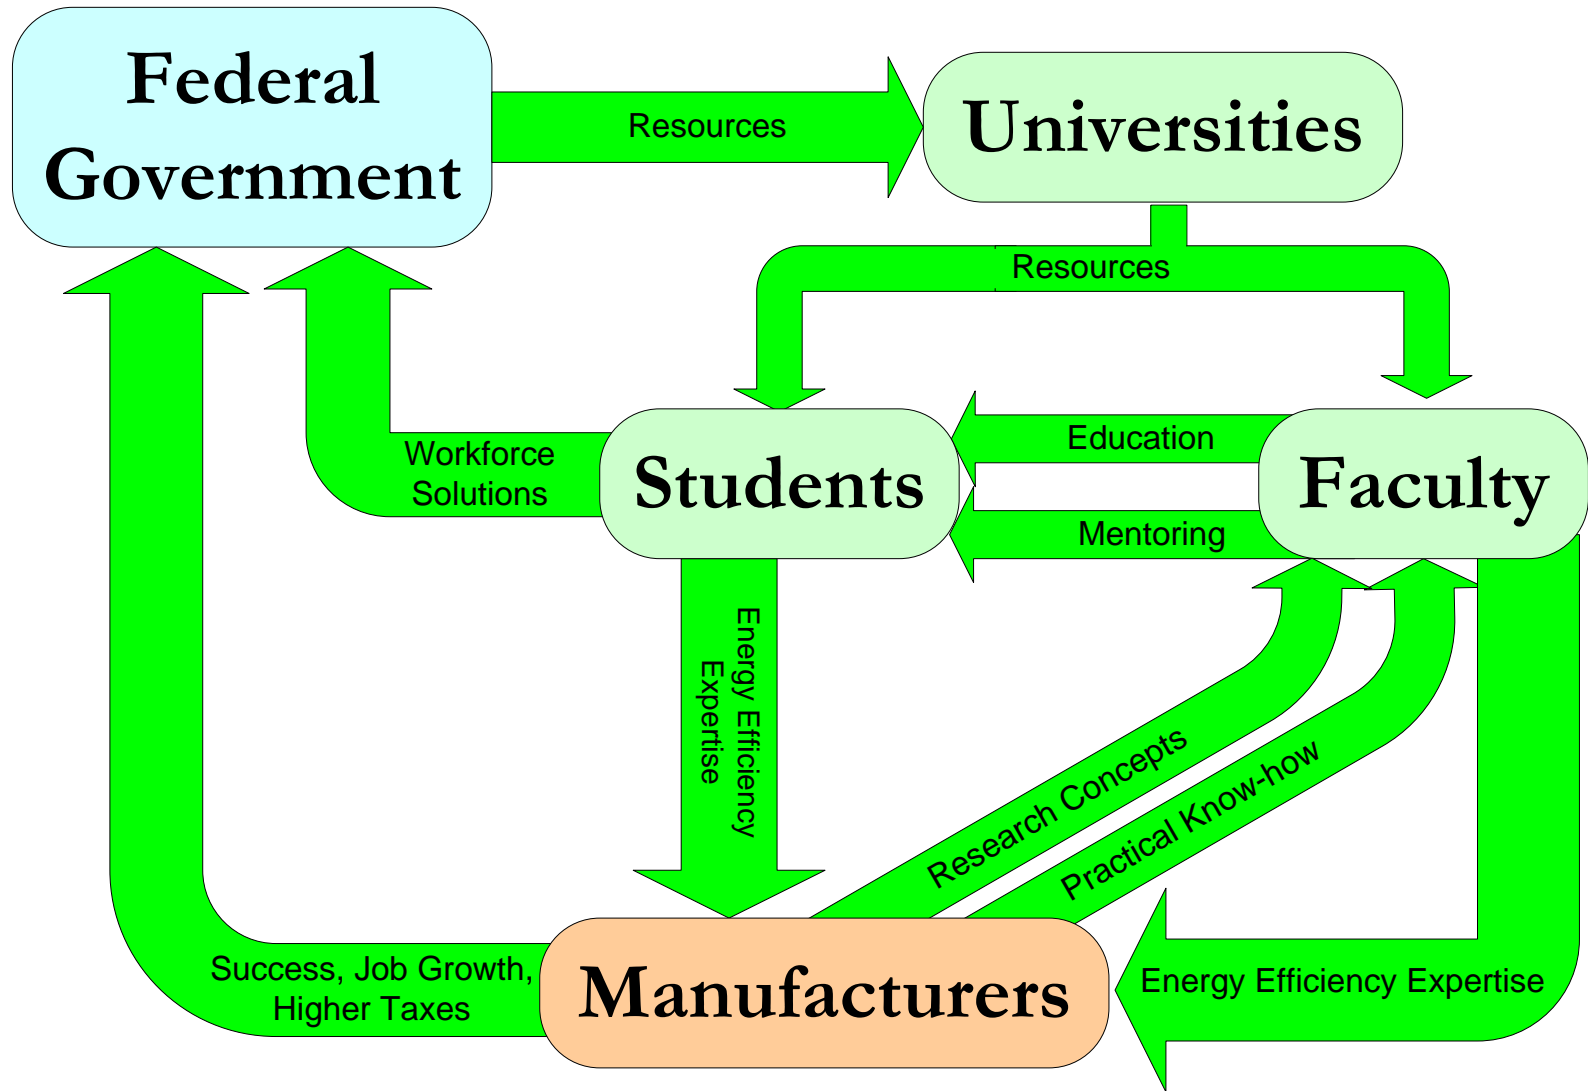 Federal
Government
Resources
Universities
Resources
Workforce
Solutions
Students
Education
Mentoring
Faculty
Energy Efficiency
Expertise
Research Concepts
Practical Know-how
Success, Job Growth,
Higher Taxes
Manufacturers
Energy Efficiency Expertise